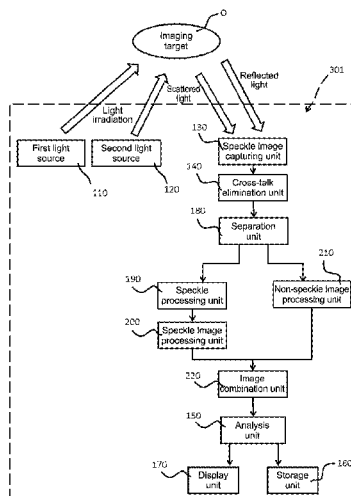 O
Imaging
target
301
Light
irradiation
Scattered
light
Reflected
light
First light
source
110
Second light
source
120
130
Speckle image
capturing unit
140
Cross-talk
elimination unit
180
Separation
unit
190
Speckle
processing unit
210
Non-speckle image
processing unit
200
Speckle Image
processing unit
220
Image
combination unit
150
Analysis
unit
170
Display
unit
160
Storage
unit